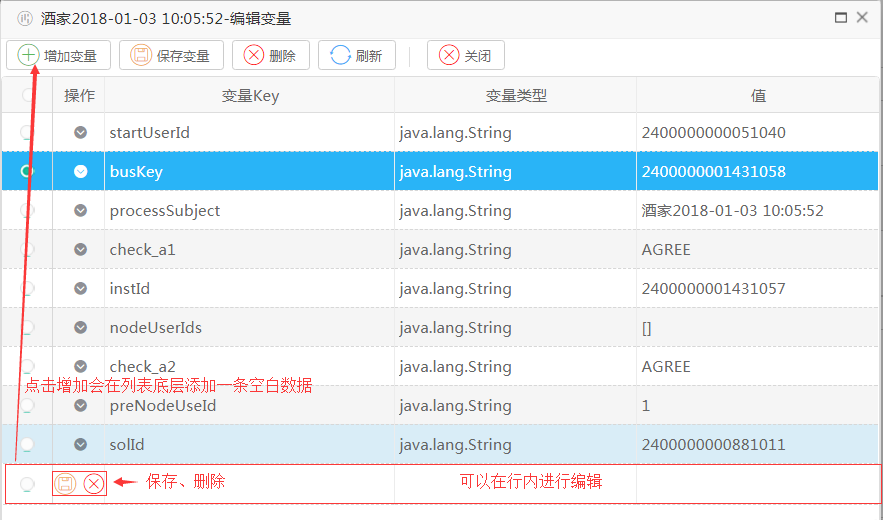 酒家2018-01-03 10:05:52-编辑变量
增加变量 保存变量 删除 刷新 关闭
操作 变量Key 变量类型 值
startUserId java.lang.String 2400000000051040
busKey java.lang.String 2400000001431058
processSubject java.lang.String 酒家2018-01-03 10:05:52
check_a1 java.lang.String AGREE
instId java.lang.String 2400000001431057
nodeUserIds java.lang.String []
check_a2 java.lang.String AGREE
点击增加会在列表底层添加一条空白数据
preNodeUseId java.lang.String 1
solId java.lang.String 2400000000881011
保存、删除 可以在行内进行编辑